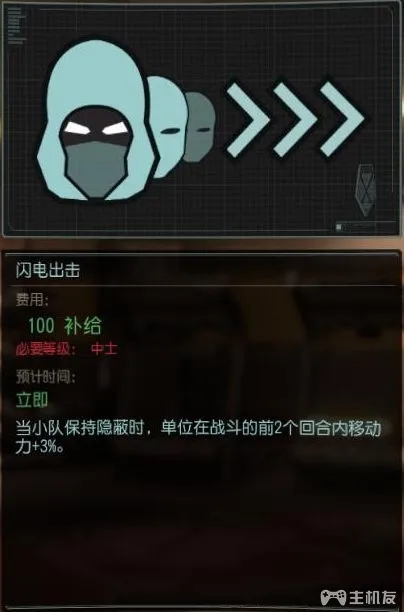 闪电出击
费用:
100 补给
必要等级: 中士
预计时间:
立即
当小队保持隐蔽时，单位在战斗的前2个回合内移动
力+3%。
主机友